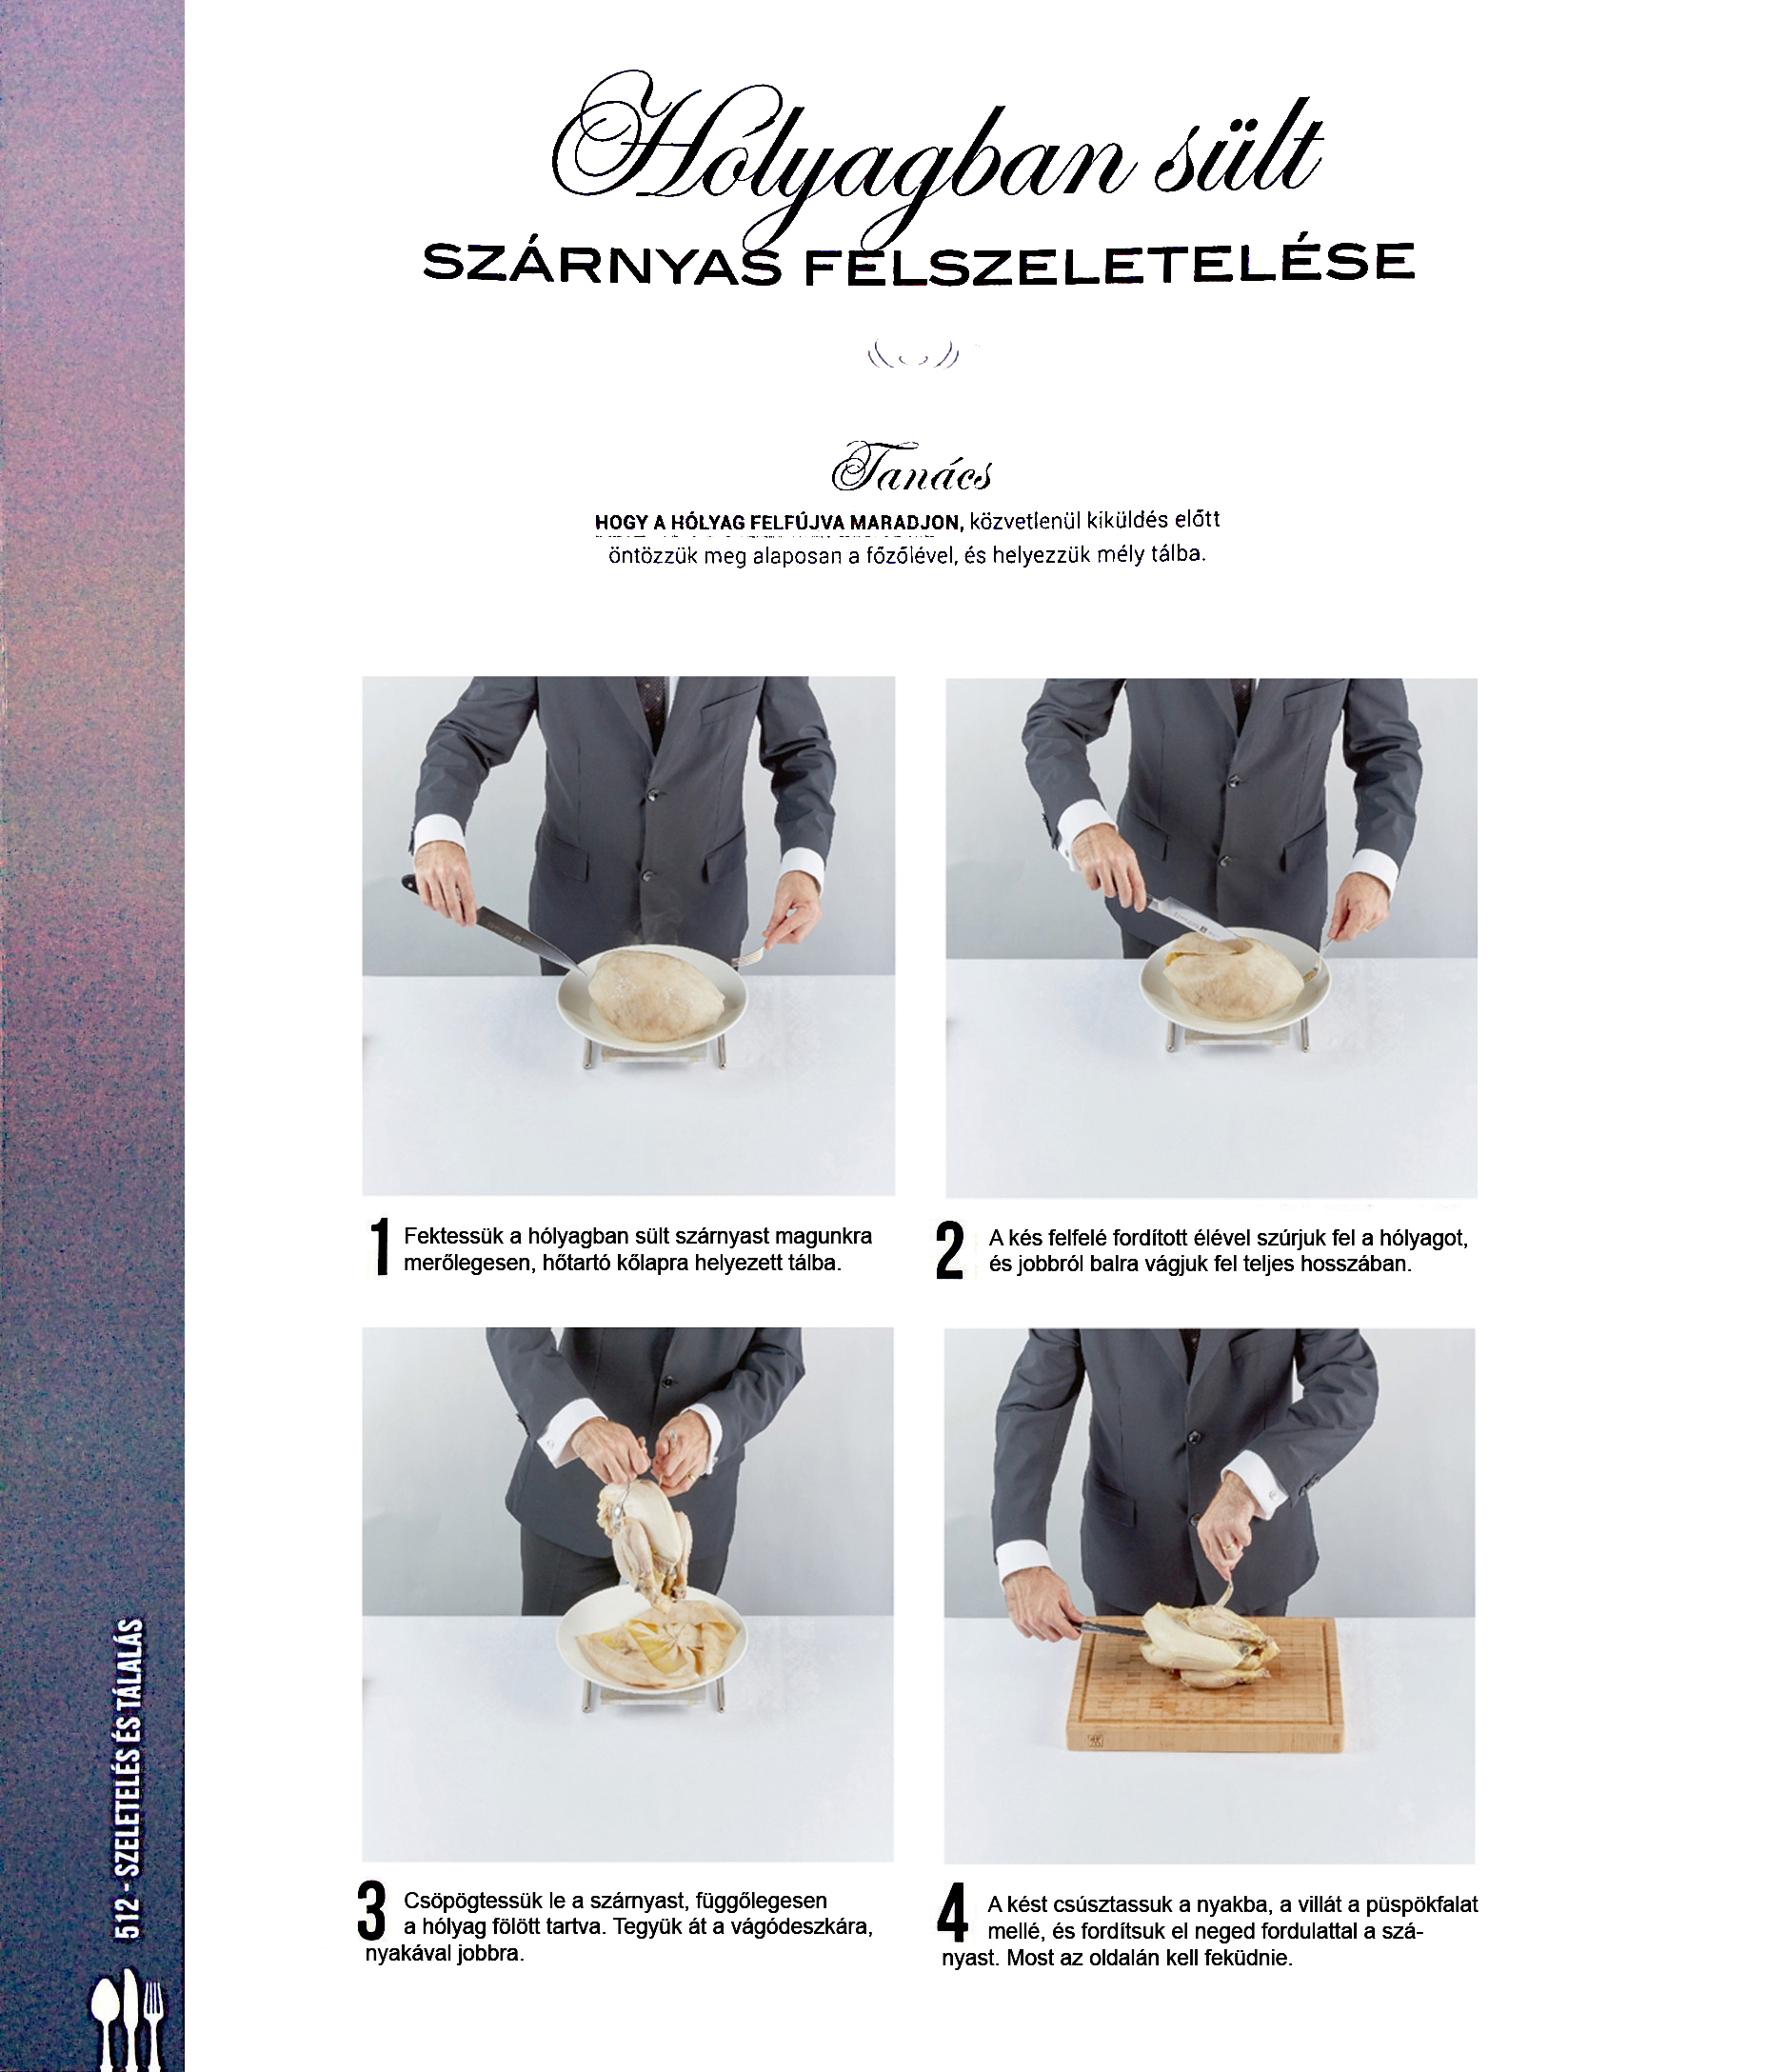 Hólyagban sült
SZÁRNYAS FELSZELETELÉSE
Tanács
HOGY A HÓLYAG FELFÚJVA MARADJON, közvetlenül kiküldés előtt
öntözzük meg alaposan a főzőlével, és helyezzük mély tálba.
1 Fektessük a hólyagban sült szárnyast magunkra
merőlegesen, hőtartó kőlapra helyezett tálba.
2 A kés felfelé fordított élével szúrjuk fel a hólyagot,
és jobbról balra vágjuk fel teljes hosszában.
3 Csöpögtessük le a szárnyast, függőlegesen
a hólyag fölött tartva. Tegyük át a vágódeszkára,
nyakával jobbra.
4 A kést csúsztassuk a nyakba, a villát a püspökfalat
mellé, és fordítsuk el neged fordulattal a szá-
nyast. Most az oldalán kell feküdnie.
512 - SZELETELÉS ÉS TÁLALÁS